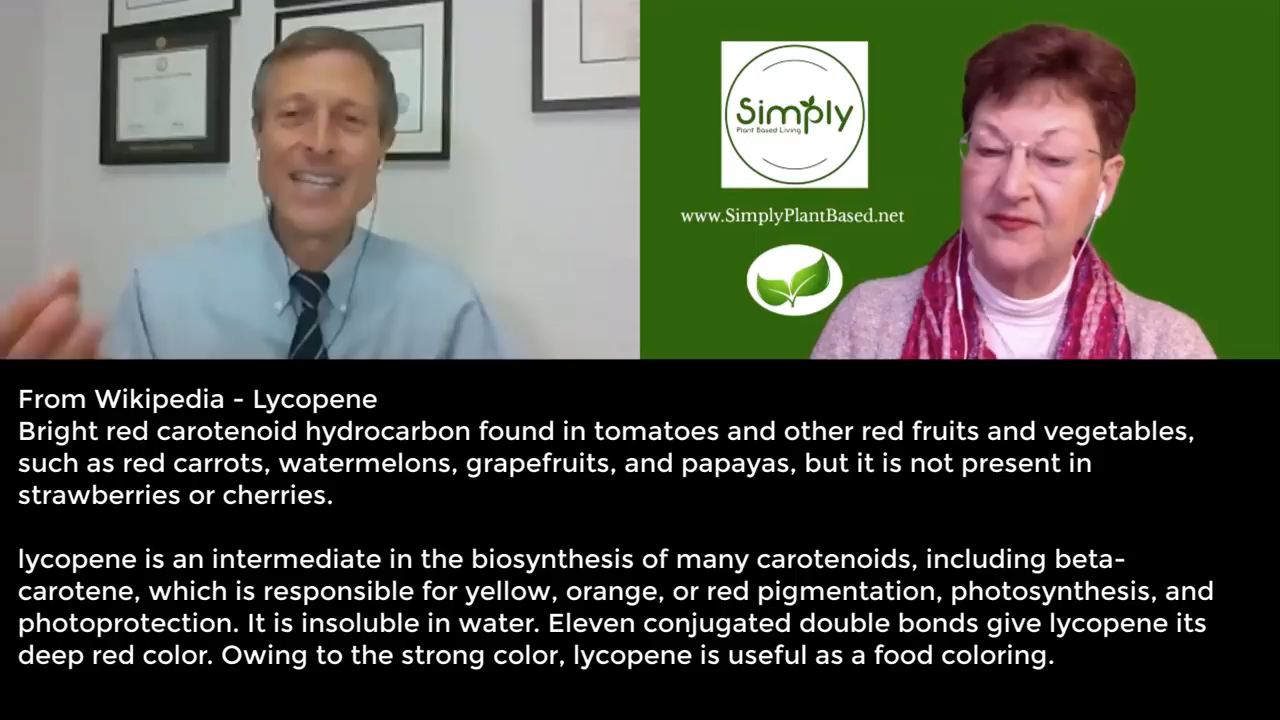 Simply
Plant Based Living
www.SimplyPlantBased.net
From Wikipedia - Lycopene
Bright red carotenoid hydrocarbon found in tomatoes and other red fruits and vegetables,
such as red carrots, watermelons, grapefruits, and papayas, but it is not present in
strawberries or cherries.
lycopene is an intermediate in the biosynthesis of many carotenoids, including beta-
carotene, which is responsible for yellow, orange, or red pigmentation, photosynthesis, and
photoprotection. It is insoluble in water. Eleven conjugated double bonds give lycopene its
deep red color. Owing to the strong color, lycopene is useful as a food coloring.